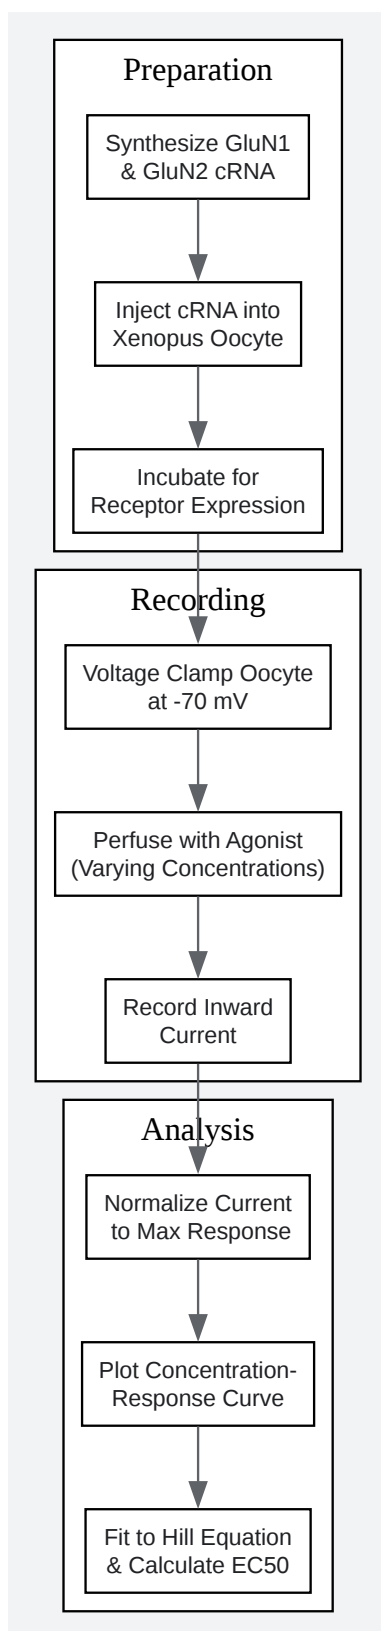 Preparation
Synthesize GluN1
& GluN2 cRNA
Inject cRNA into
Xenopus Oocyte
Incubate for
Receptor Expression
Recording
Voltage Clamp Oocyte
at -70 mV
Perfuse with Agonist
(Varying Concentrations)
Record Inward
Current
Analysis
Normalize Current
to Max Response
Plot Concentration-
Response Curve
Fit to Hill Equation
& Calculate EC50